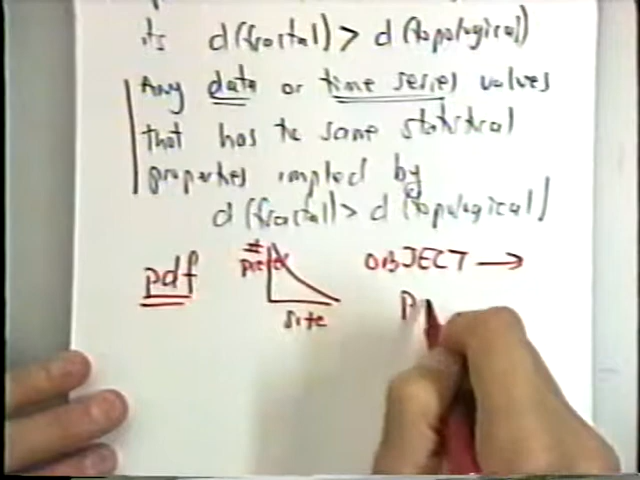 its d(fractal) > d(topological)
Any data or time series values
that has the same statistical
properties implied by
d(fractal) > d(topological)
pdf
# pieces
size
OBJECT →
P